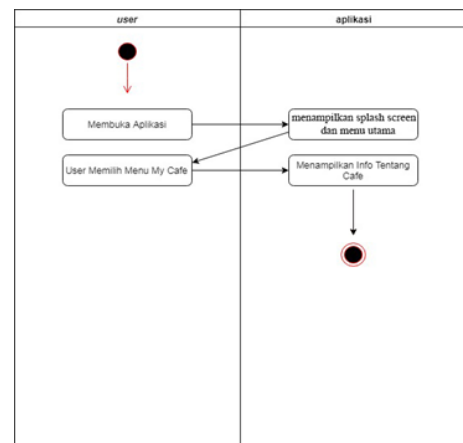 user
aplikasi
Membuka Aplikasi
menampilkan splash screen
dan menu utama
User Memilih Menu My Cafe
Menampilkan Info Tentang
Cafe